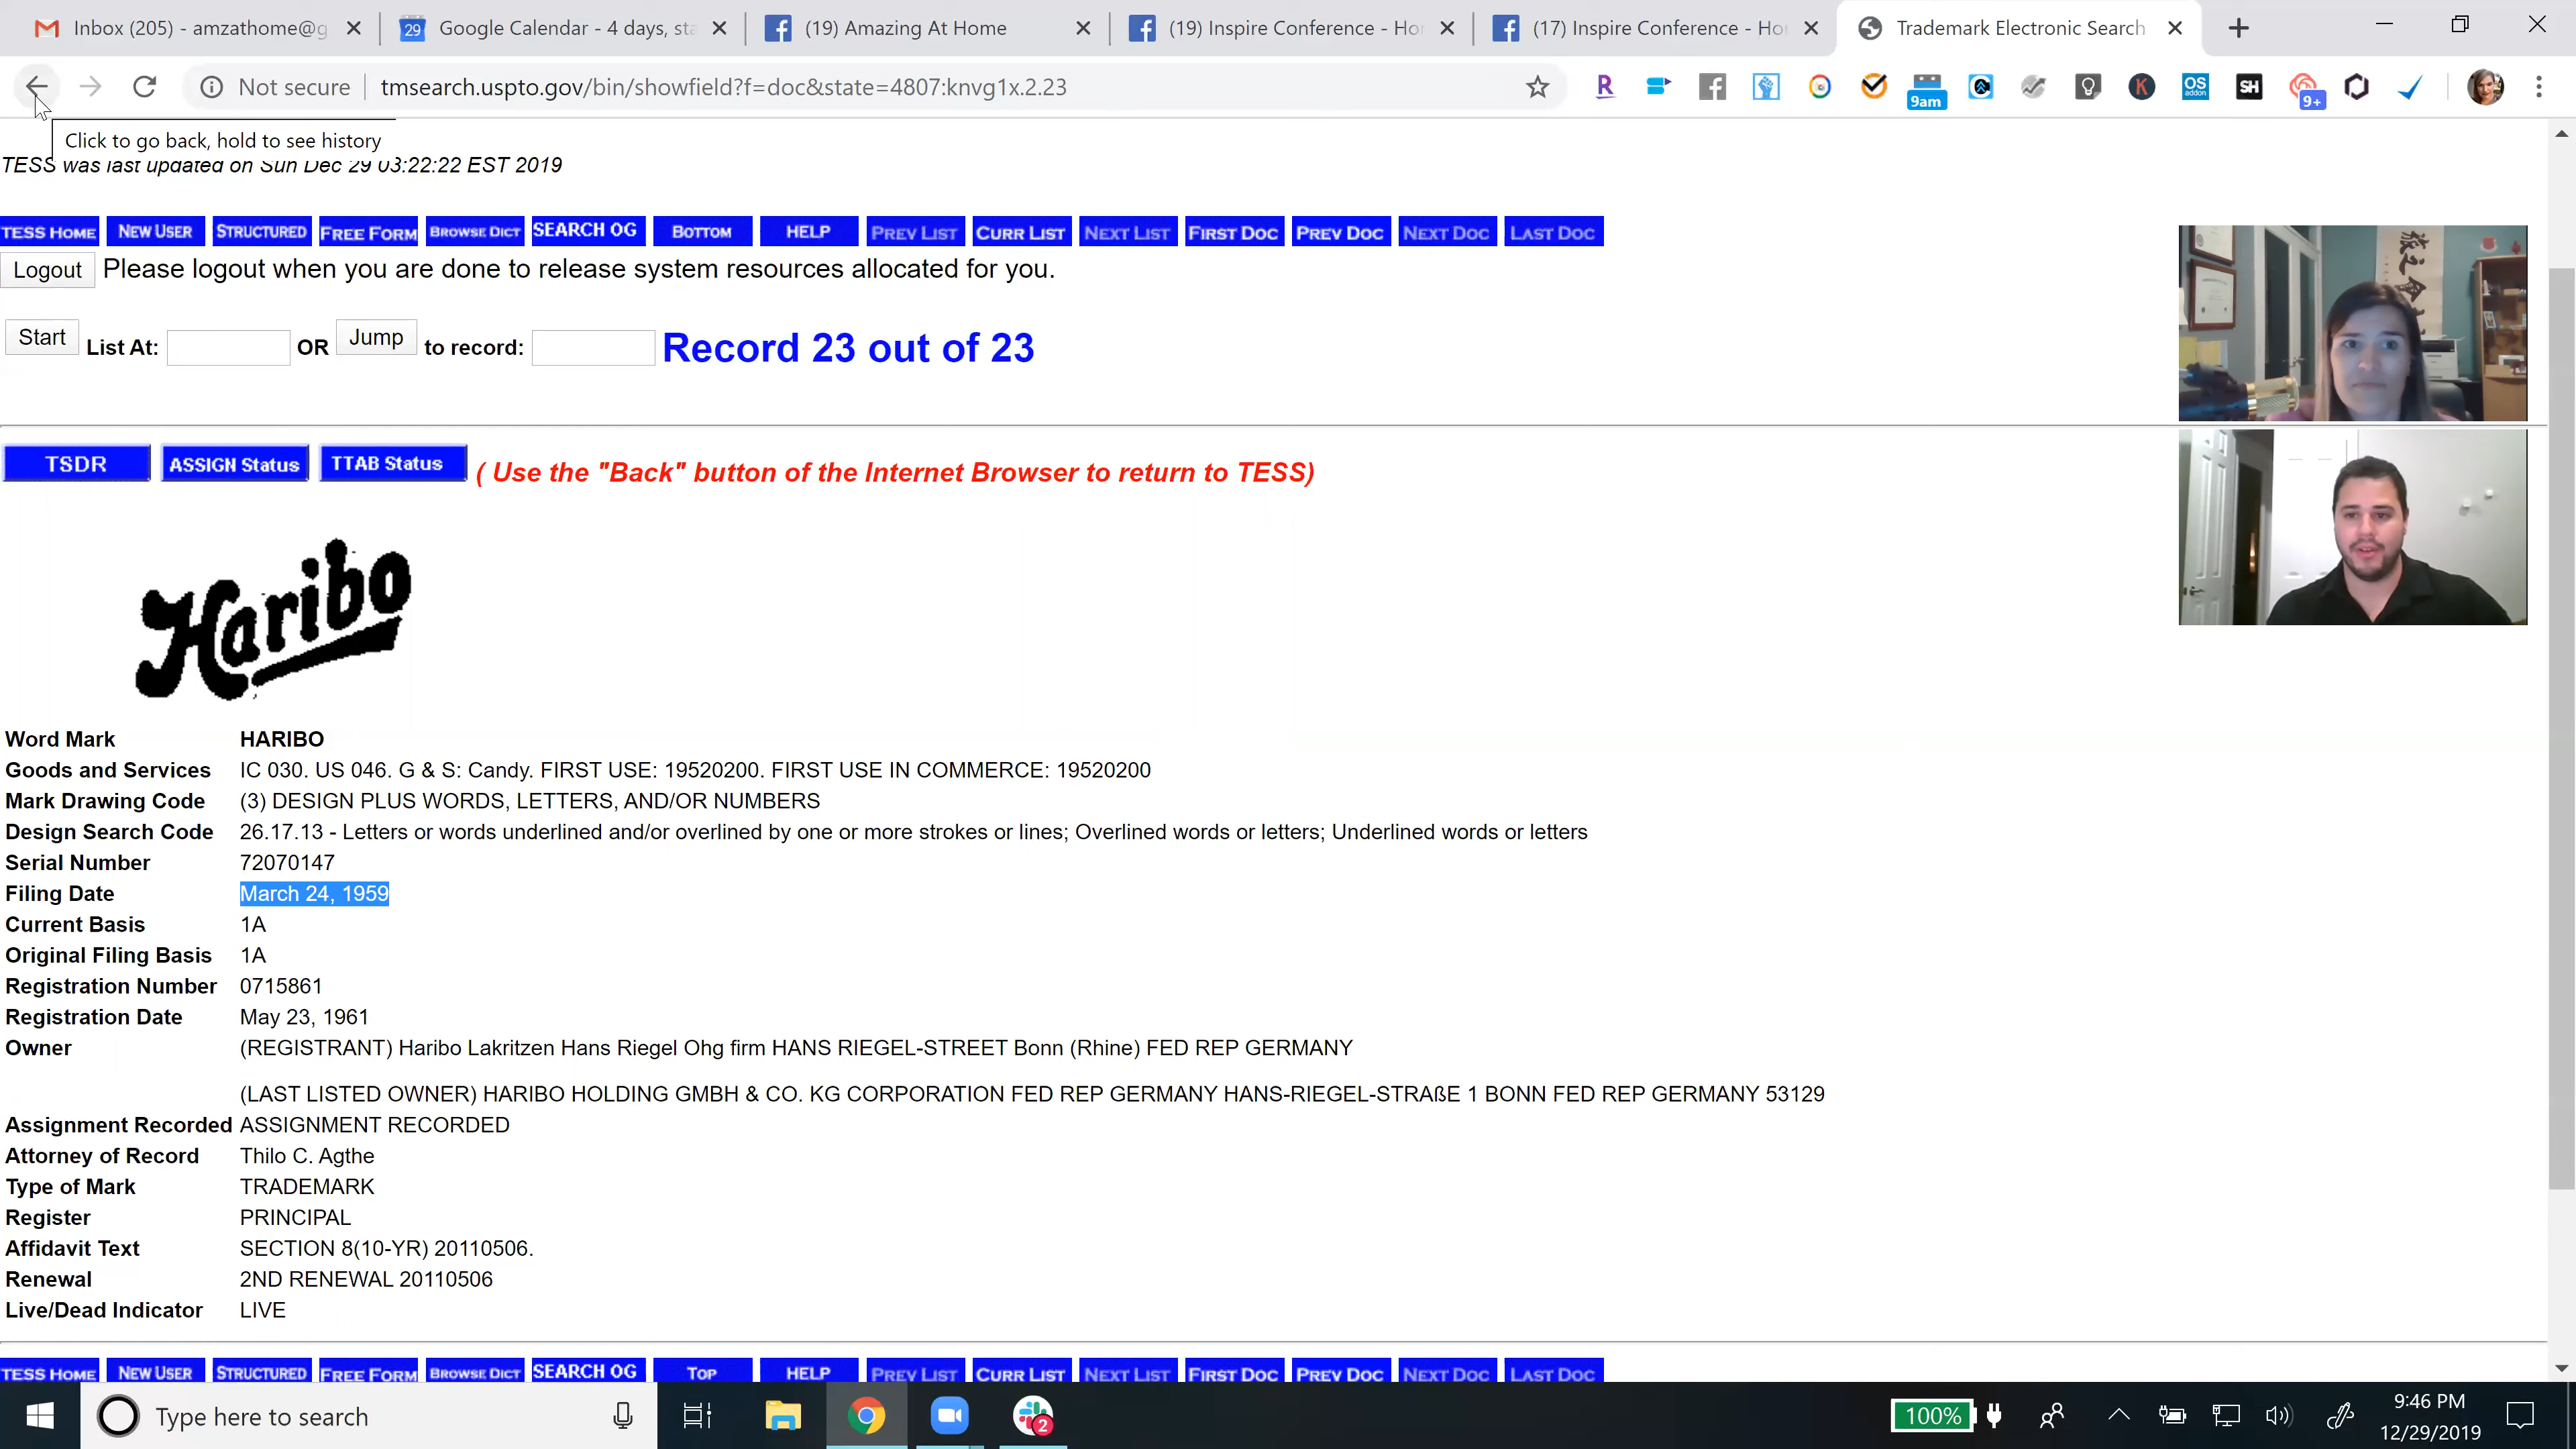 Inbox (205) - amzathome@g
29 Google Calendar - 4 days, sta
(19) Amazing At Home
(19) Inspire Conference - Ho
(17) Inspire Conference - Ho
Trademark Electronic Search
Not secure
tmsearch.uspto.gov/bin/showfield?f=doc&state=4807:knvg1x.2.23
R
9am
K
OS
addon
SH
9+
Click to go back, hold to see history
TESS was last updated on Sun Dec 29 03:22:22 EST 2019
TESS HOME NEW USER STRUCTURED FREE FORM BROWSE DICT SEARCH OG BOTTOM HELP PREV LIST CURR LIST NEXT LIST FIRST DOC PREV DOC NEXT DOC LAST DOC
Logout Please logout when you are done to release system resources allocated for you.
Start List At: OR Jump to record: Record 23 out of 23
TSDR ASSIGN Status TTAB Status ( Use the "Back" button of the Internet Browser to return to TESS)
Haribo
Word Mark HARIBO
Goods and Services IC 030. US 046. G & S: Candy. FIRST USE: 19520200. FIRST USE IN COMMERCE: 19520200
Mark Drawing Code (3) DESIGN PLUS WORDS, LETTERS, AND/OR NUMBERS
Design Search Code 26.17.13 - Letters or words underlined and/or overlined by one or more strokes or lines; Overlined words or letters; Underlined words or letters
Serial Number 72070147
Filing Date March 24, 1959
Current Basis 1A
Original Filing Basis 1A
Registration Number 0715861
Registration Date May 23, 1961
Owner (REGISTRANT) Haribo Lakritzen Hans Riegel Ohg firm HANS RIEGEL-STREET Bonn (Rhine) FED REP GERMANY
(LAST LISTED OWNER) HARIBO HOLDING GMBH & CO. KG CORPORATION FED REP GERMANY HANS-RIEGEL-STRAßE 1 BONN FED REP GERMANY 53129
Assignment Recorded ASSIGNMENT RECORDED
Attorney of Record Thilo C. Agthe
Type of Mark TRADEMARK
Register PRINCIPAL
Affidavit Text SECTION 8(10-YR) 20110506.
Renewal 2ND RENEWAL 20110506
Live/Dead Indicator LIVE
TESS HOME NEW USER STRUCTURED FREE FORM BROWSE DICT SEARCH OG TOP HELP PREV LIST CURR LIST NEXT LIST FIRST DOC PREV DOC NEXT DOC LAST DOC
Type here to search
2
100%
9:46 PM
12/29/2019